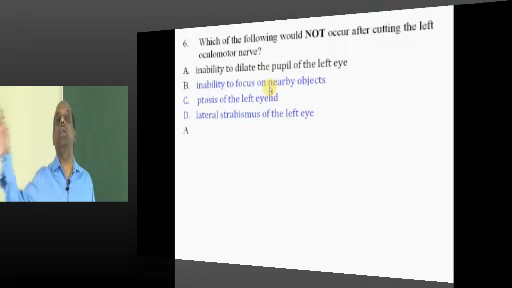 6. Which of the following would NOT occur after cutting the left
oculomotor nerve?
A. inability to dilate the pupil of the left eye
B. inability to focus on nearby objects
C. ptosis of the left eyelid
D. lateral strabismus of the left eye
A